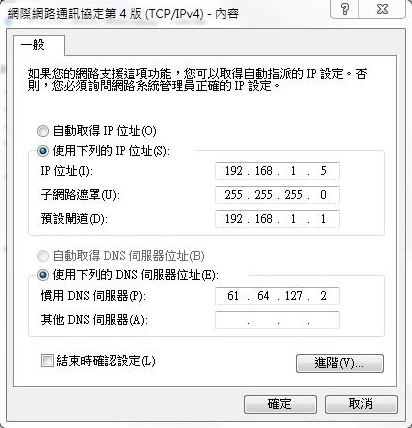 網際網路通訊協定第 4 版 (TCP/IPv4) - 內容
一般
如果您的網路支援這項功能，您可以取得自動指派的 IP 設定。否
則，您必須詢問網路系統管理員正確的 IP 設定。
自動取得 IP 位址(O)
使用下列的 IP 位址(S):
IP 位址(I): 192 . 168 . 1 . 5
子網路遮罩(U): 255 . 255 . 255 . 0
預設閘道(D): 192 . 168 . 1 . 1
自動取得 DNS 伺服器位址(B)
使用下列的 DNS 伺服器位址(E):
慣用 DNS 伺服器(P): 61 . 64 . 127 . 2
其他 DNS 伺服器(A): . . .
結束時確認設定(L)
進階(V)...
確定 取消